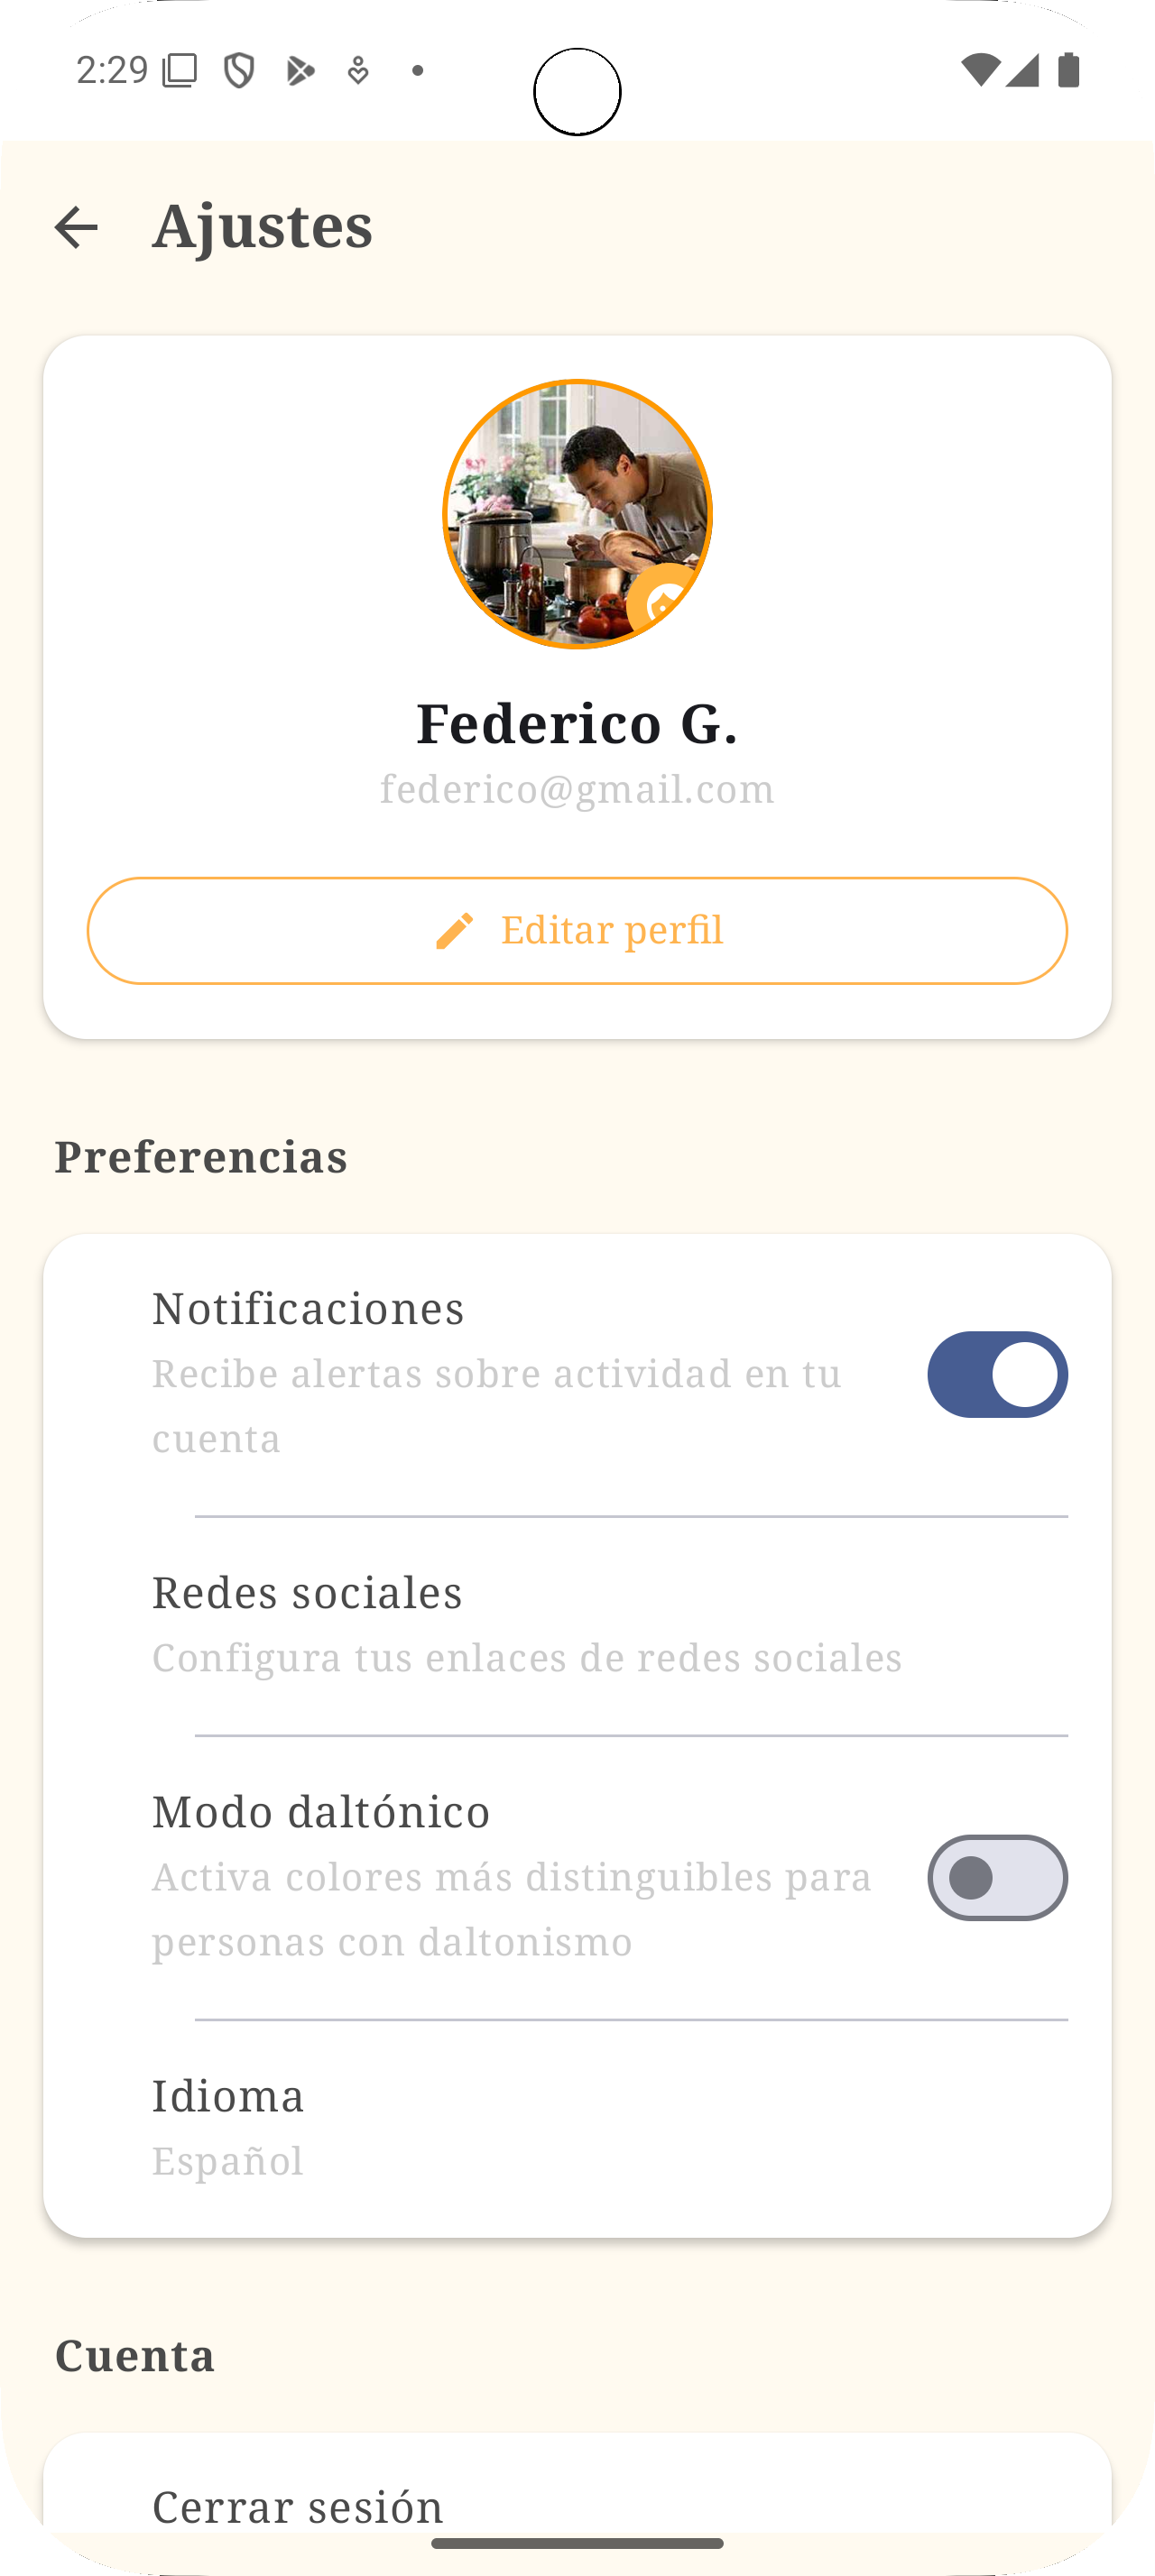 2:29
Ajustes
Federico G.
federico@gmail.com
Editar perfil
Preferencias
Notificaciones
Recibe alertas sobre actividad en tu
cuenta
Redes sociales
Configura tus enlaces de redes sociales
Modo daltónico
Activa colores más distinguibles para
personas con daltonismo
Idioma
Español
Cuenta
Cerrar sesión